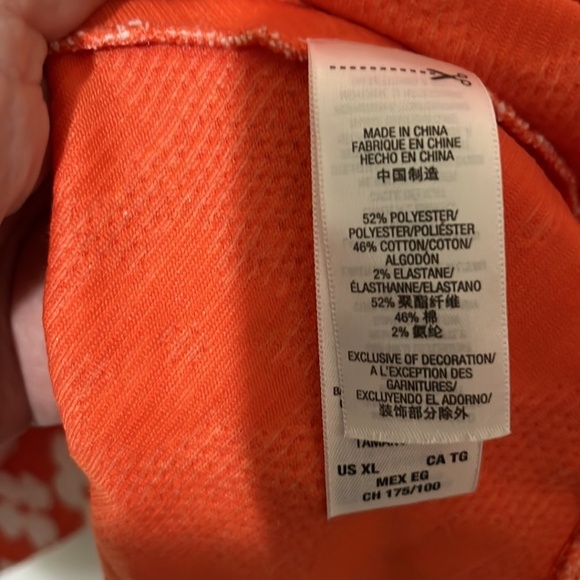 MADE IN CHINA
FABRIQUE EN CHINE
HECHO EN CHINA
中国制造
52% POLYESTER/
POLYESTER/POLIÉSTER
46% COTTON/COTON/
ALGODÓN
2% ELASTANE/
ÉLASTHANNE/ELASTANO
52% 聚酯纤维
46% 棉
2% 氨纶
EXCLUSIVE OF DECORATION/
A L'EXCEPTION DES
GARNITURES/
EXCLUYENDO EL ADORNO/
装饰部分除外
US XL CA TG
MEX EG
CH 175/100